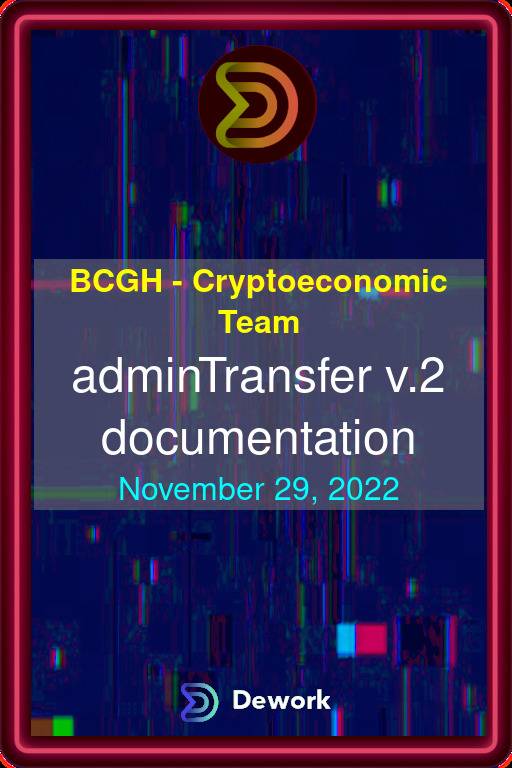 BCGH - Cryptoeconomic
Team
adminTransfer v.2
documentation
November 29, 2022
Dework